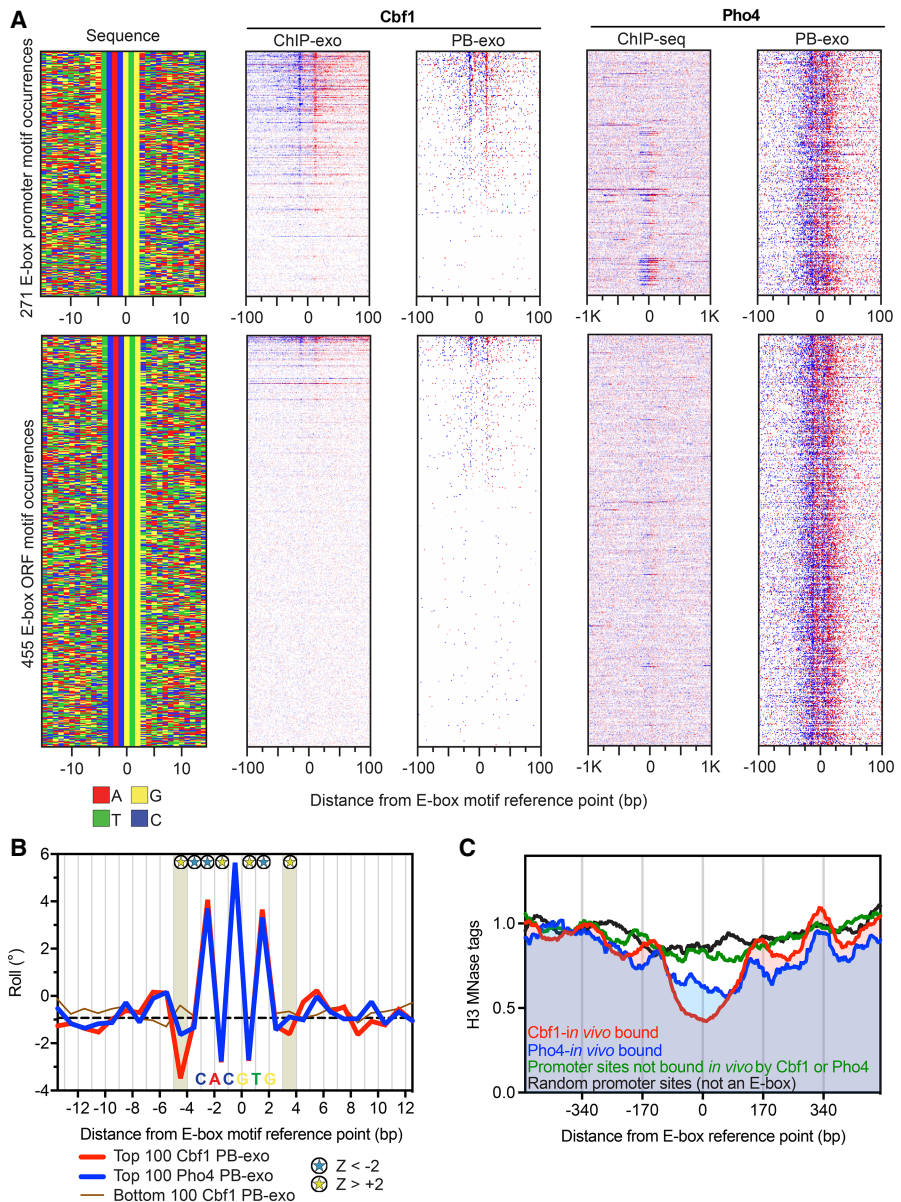 A
Cbf1
Pho4
Sequence
ChIP-exo
PB-exo
ChIP-seq
PB-exo
271 E-box promoter motif occurrences
-10 0 10
-100 0 100
-100 0 100
-1K 0 1K
-100 0 100
455 E-box ORF motif occurrences
-10 0 10
-100 0 100
-100 0 100
-1K 0 1K
-100 0 100
A G
T C
Distance from E-box motif reference point (bp)
B
6
4
2
0
-2
-4
Roll (°)
CACGTG
-12 -10 -8 -6 -4 -2 0 2 4 6 8 10 12
Distance from E-box motif reference point (bp)
Top 100 Cbf1 PB-exo
Top 100 Pho4 PB-exo
Bottom 100 Cbf1 PB-exo
Z < -2
Z > +2
C
1.0
0.5
0.0
H3 MNase tags
Cbf1-in vivo bound
Pho4-in vivo bound
Promoter sites not bound in vivo by Cbf1 or Pho4
Random promoter sites (not an E-box)
-340 -170 0 170 340
Distance from E-box reference point (bp)